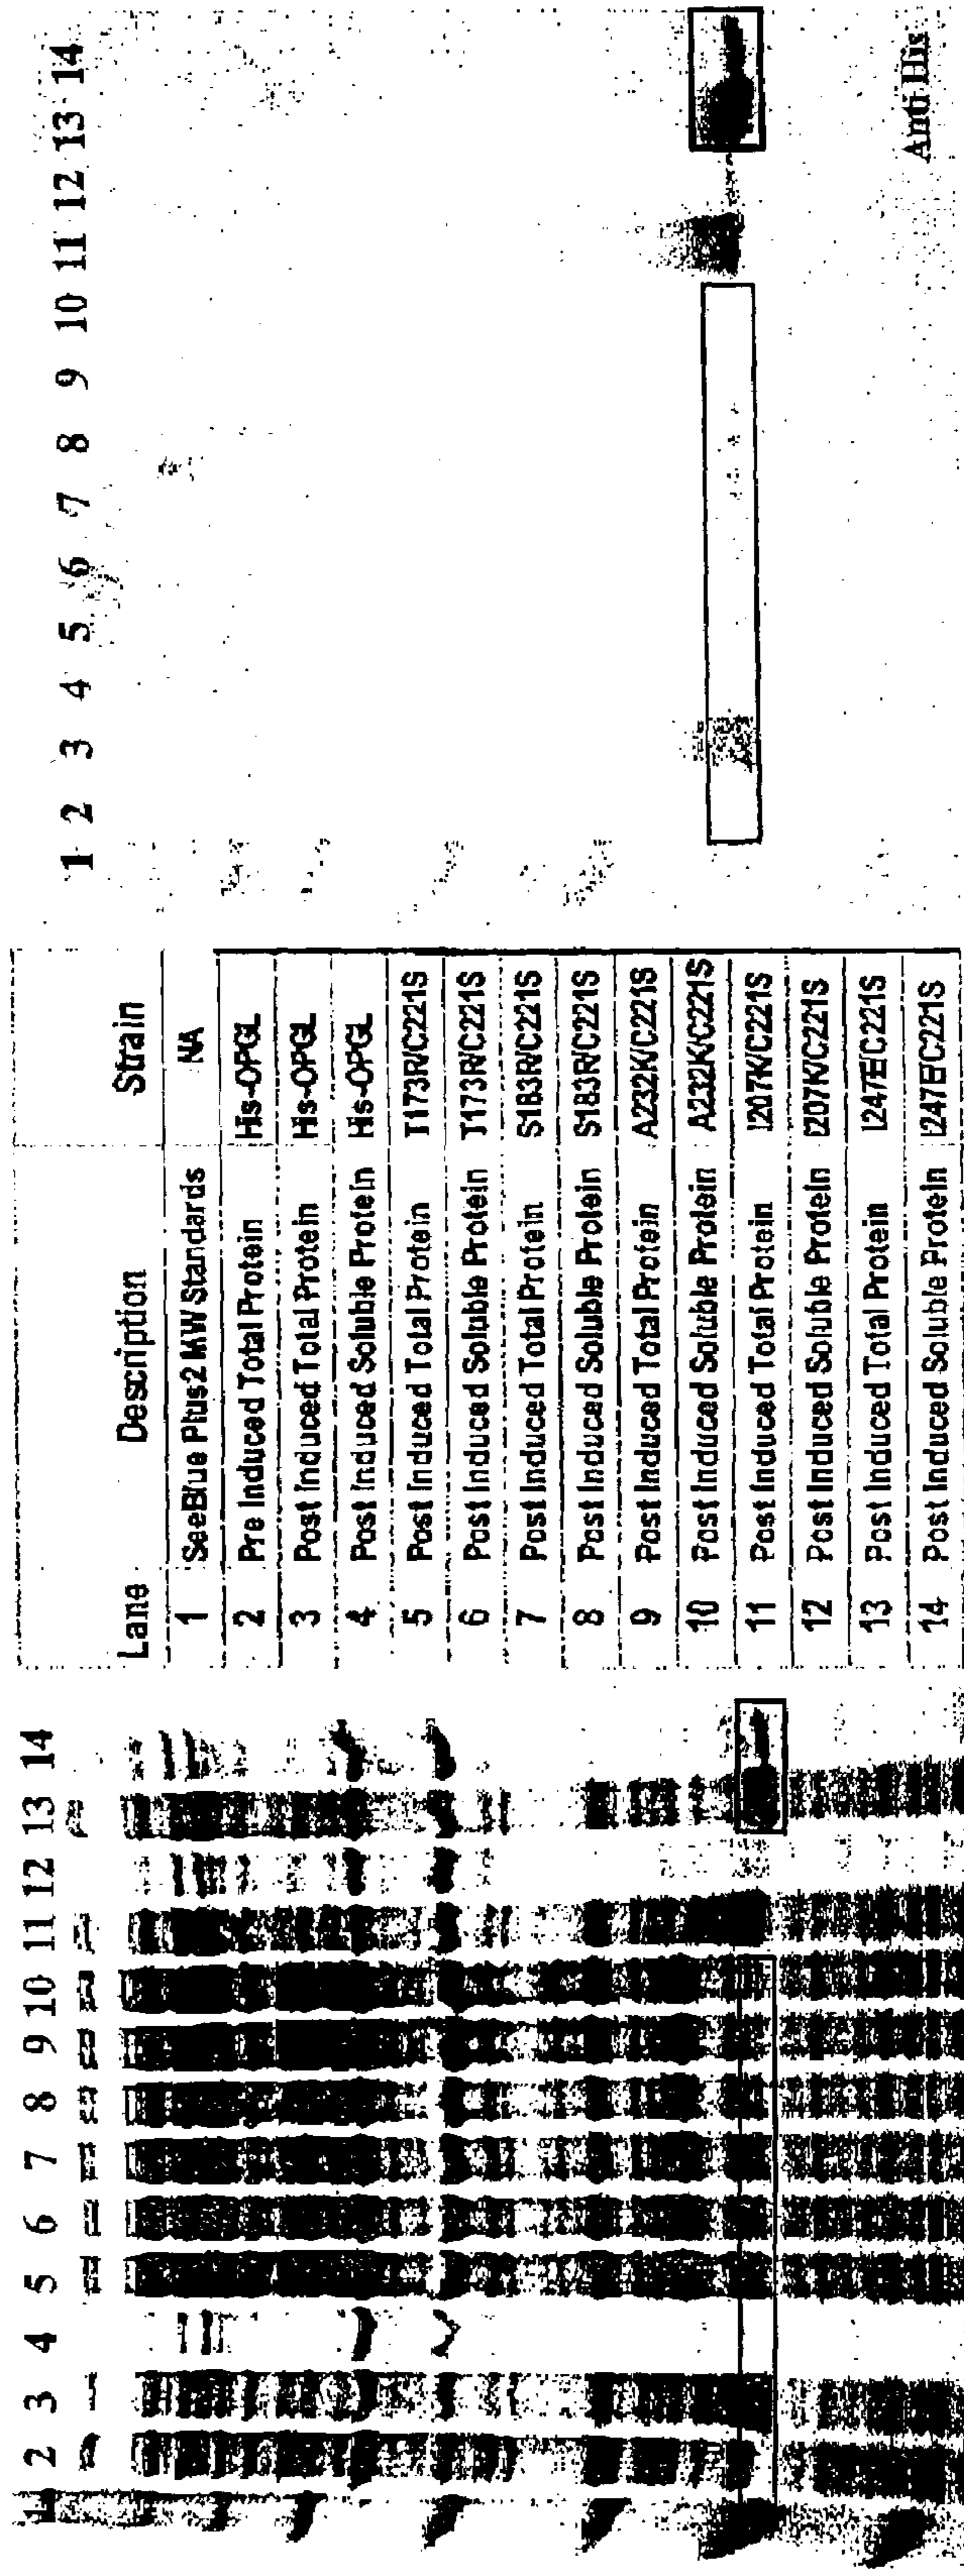 1 2 3 4 5 6 7 8 9 10 11 12 13 14
Lane Description Strain
1 SeeBlue Plus2 MW Standards NA
2 Pre Induced Total Protein His-OPGL
3 Post Induced Total Protein His-OPGL
4 Post Induced Soluble Protein His-OPGL
5 Post Induced Total Protein T173R/C221S
6 Post Induced Soluble Protein T173R/C221S
7 Post Induced Total Protein S183R/C221S
8 Post Induced Soluble Protein S183R/C221S
9 Post Induced Total Protein A232K/C221S
10 Post Induced Soluble Protein A232K/C221S
11 Post Induced Total Protein I207K/C221S
12 Post Induced Soluble Protein I207K/C221S
13 Post Induced Total Protein I247E/C221S
14 Post Induced Soluble Protein I247E/C221S
1 2 3 4 5 6 7 8 9 10 11 12 13 14
Anti His